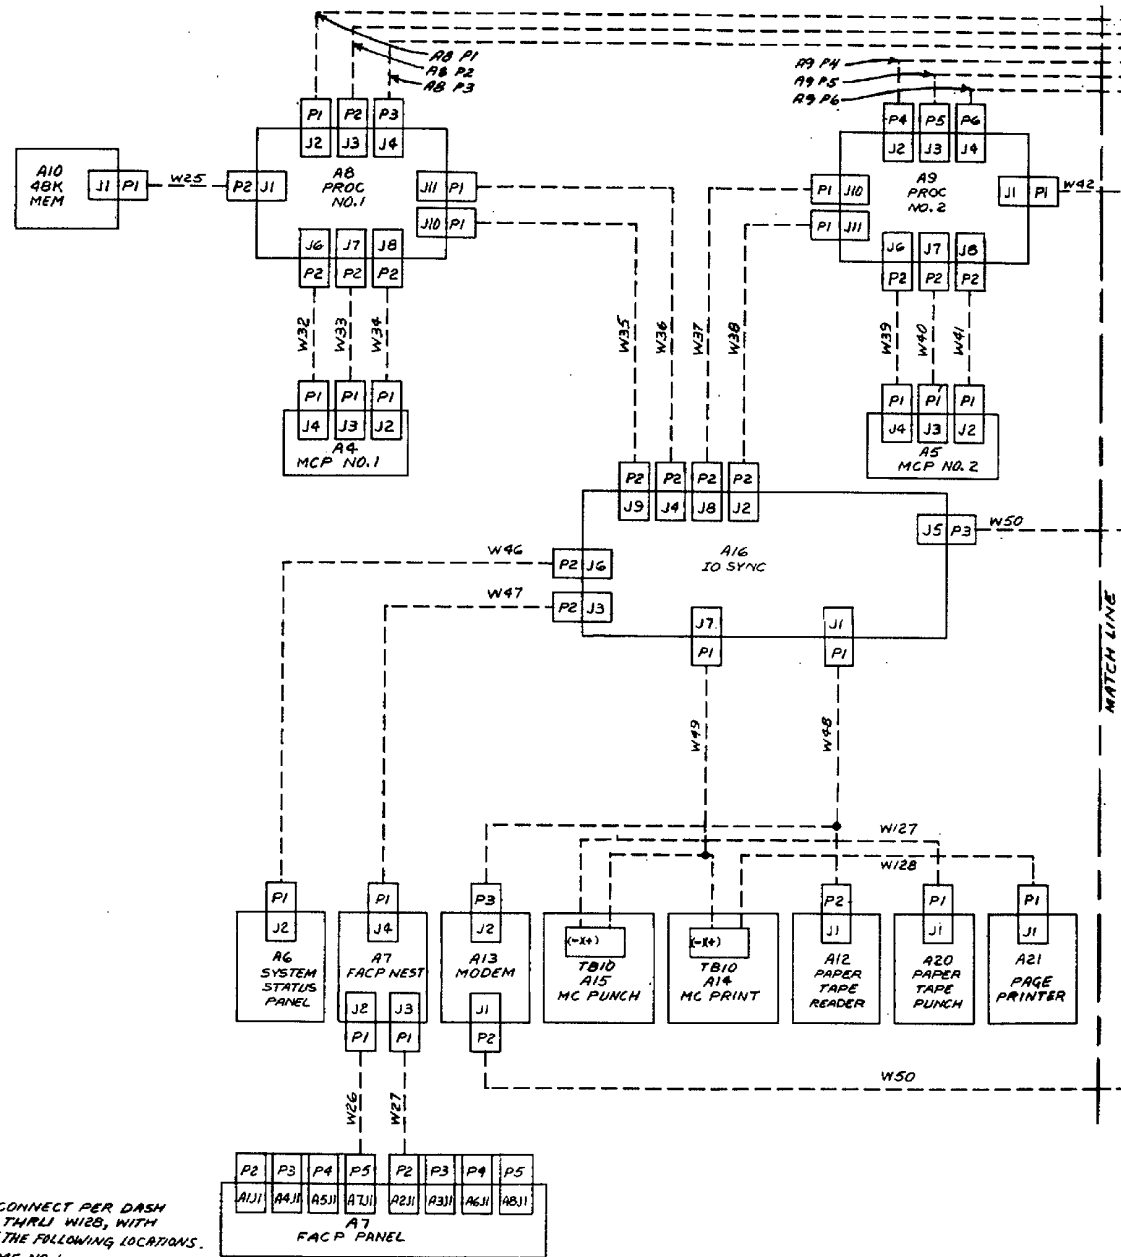 A8 P1
A8 P2
A8 P3
A9 P4
A9 P5
A9 P6
P1 P2 P3
J2 J3 J4
P4 P5 P6
J2 J3 J4
A10
48K
MEM
J1 P1
W25
P2 J1
A8
PROC
NO.1
J11 P1
J10 P1
P1 J10
P1 J11
A9
PROC
NO.2
J1 P1
W42
J6 J7 J8
P2 P2 P2
J6 J7 J8
P2 P2 P2
W32
W33
W34
W35
W36
W37
W38
W39
W40
W41
P1 P1 P1
J4 J3 J2
A4
MCP NO.1
P1 P1 P1
J4 J3 J2
A5
MCP NO.2
P2 P2 P2 P2
J9 J4 J8 J2
J5 P3
W50
A16
IO SYNC
W46
P2 J6
W47
P2 J3
J7
P1
J1
P1
MATCH LINE
W49
W48
W127
W128
P1
J2
A6
SYSTEM
STATUS
PANEL
P1
J4
A7
FACP NEST
J2 J3
P1 P1
P3
J2
A13
MODEM
J1
P2
(-)(+)
TB10
A15
MC PUNCH
(-)(+)
TB10
A14
MC PRINT
P2
J1
A12
PAPER
TAPE
READER
P1
J1
A20
PAPER
TAPE
PUNCH
P1
J1
A21
PAGE
PRINTER
W50
W26
W27
P2 P3 P4 P5 P2 P3 P4 P5
A1J1 A4J1 A5J1 A7J1 A2J1 A3J1 A6J1 A8J1
A7
FACP PANEL
CONNECT PER DASH
THRU W128, WITH
THE FOLLOWING LOCATIONS.
NO.1